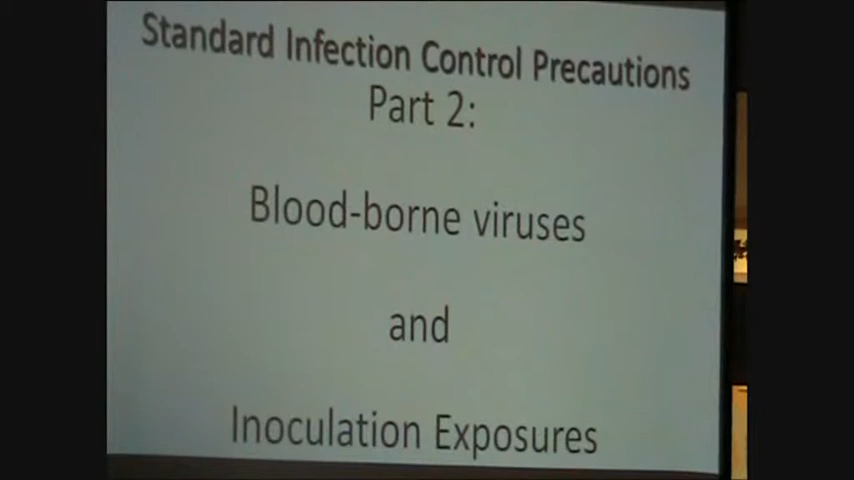 Standard Infection Control Precautions
Part 2:
Blood-borne viruses
and
Inoculation Exposures